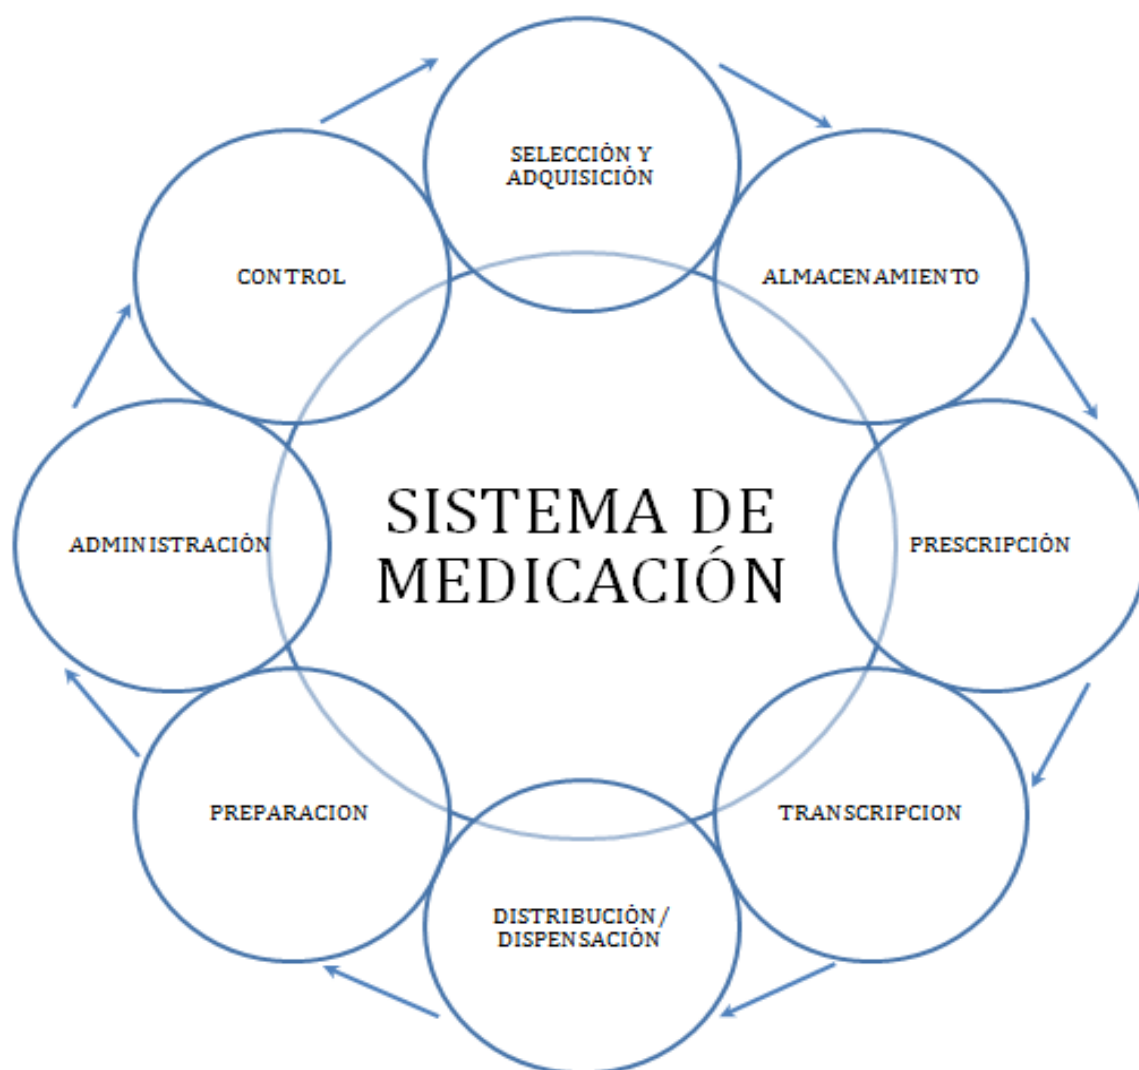 SELECCIÓN Y
ADQUISICIÓN
CONTROL
ALMACENAMIENTO
SISTEMA DE
MEDICACIÓN
ADMINISTRACIÓN
PRESCRIPCIÓN
PREPARACION
TRANSCRIPCION
DISTRIBUCIÓN/
DISPENSACIÓN